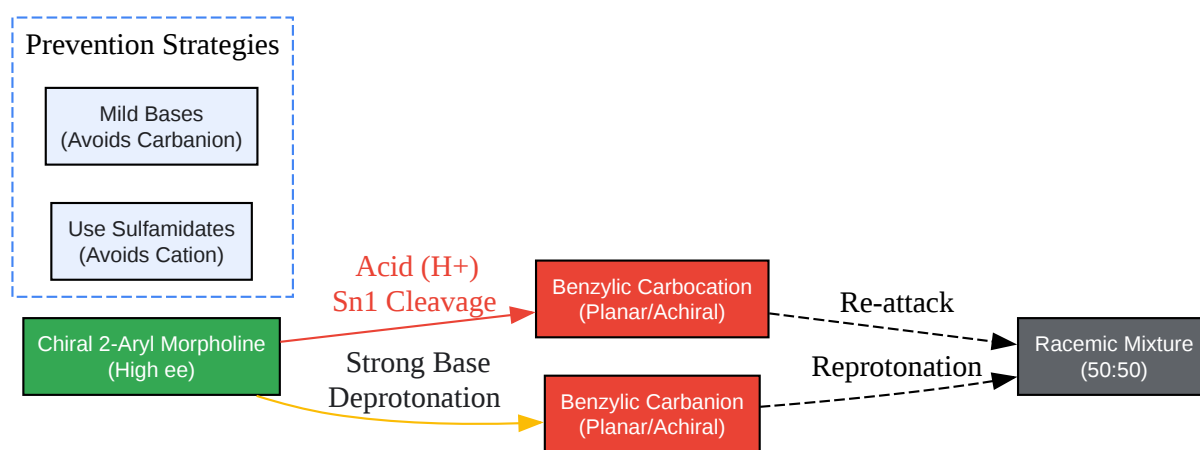 Prevention Strategies
Mild Bases
(Avoids Carbanion)
Use Sulfamidates
(Avoids Cation)
Chiral 2-Aryl Morpholine
(High ee)
Acid (H+)
Sn1 Cleavage
Strong Base
Deprotonation
Benzylic Carbocation
(Planar/Achiral)
Benzylic Carbanion
(Planar/Achiral)
Re-attack
Reprotonation
Racemic Mixture
(50:50)